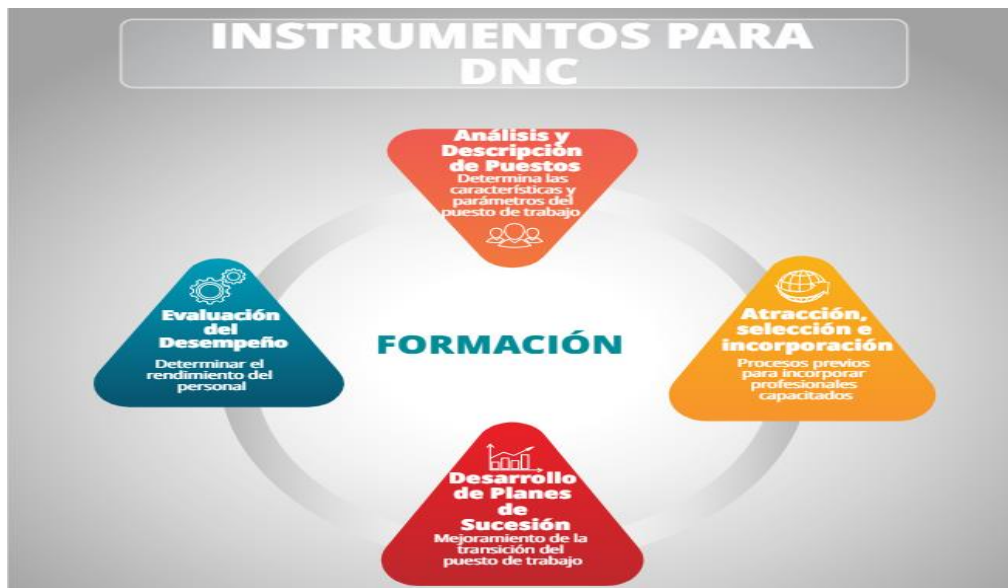 INSTRUMENTOS PARA
DNC
Análisis y
Descripción
de Puestos
Determina las
características y
parámetros del
puesto de trabajo
Evaluación
del
Desempeño
Determinar el
rendimiento del
personal
FORMACIÓN
Atracción,
selección e
incorporación
Procesos previos
para incorporar
profesionales
capacitados
Desarrollo
de Planes
de
Sucesión
Mejoramiento de la
transición del
puesto de trabajo